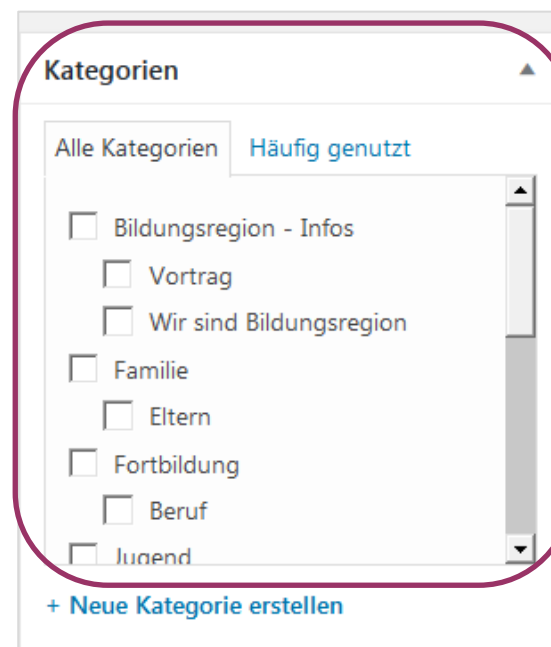 Kategorien
Alle Kategorien Häufig genutzt
Bildungsregion - Infos
Vortrag
Wir sind Bildungsregion
Familie
Eltern
Fortbildung
Beruf
Jugend
+ Neue Kategorie erstellen